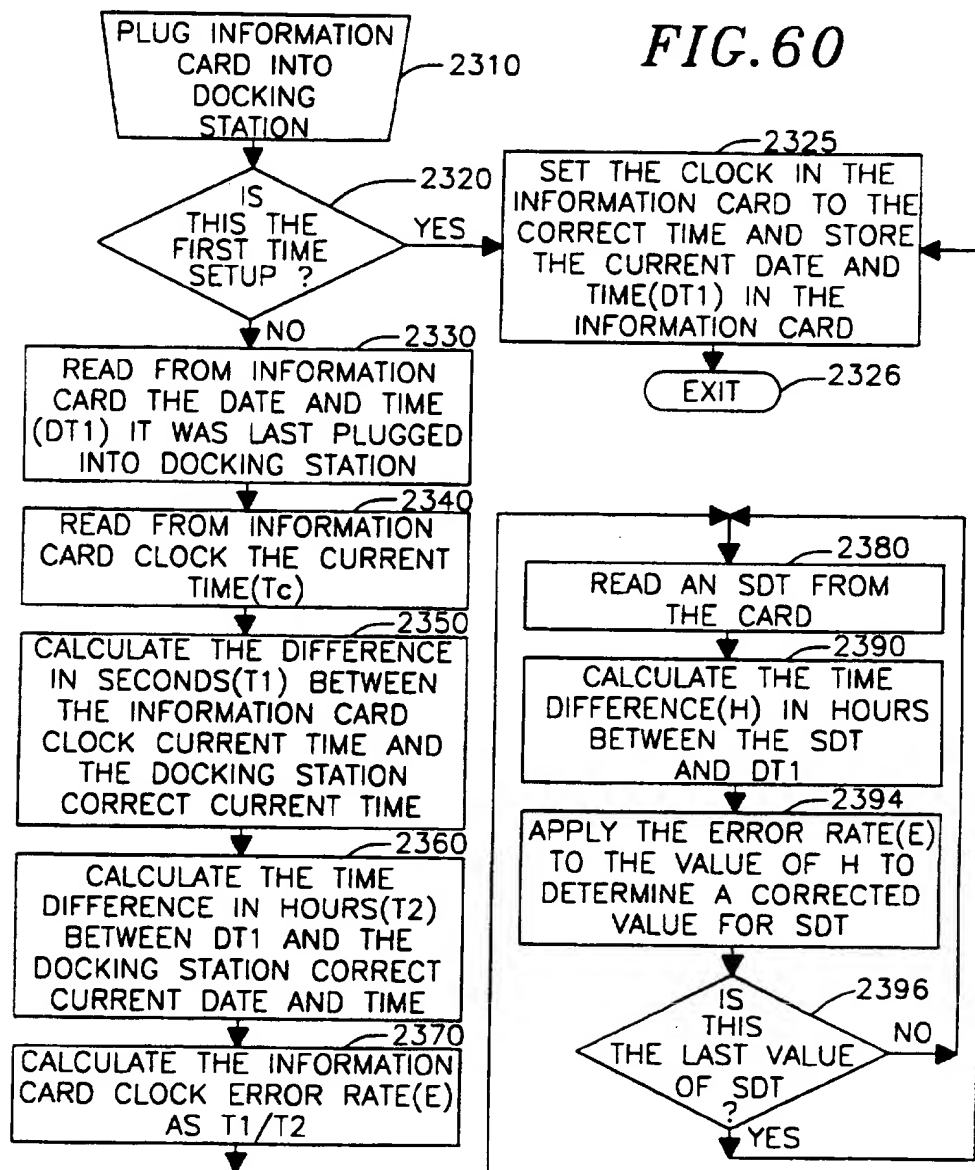 FIG.60
PLUG INFORMATION
CARD INTO
DOCKING
STATION
2310
IS
THIS THE
FIRST TIME
SETUP ?
2320
YES
NO
2325
SET THE CLOCK IN THE
INFORMATION CARD TO THE
CORRECT TIME AND STORE
THE CURRENT DATE AND
TIME(DT1) IN THE
INFORMATION CARD
EXIT
2326
2330
READ FROM INFORMATION
CARD THE DATE AND TIME
(DT1) IT WAS LAST PLUGGED
INTO DOCKING STATION
2340
READ FROM INFORMATION
CARD CLOCK THE CURRENT
TIME(Tc)
2350
CALCULATE THE DIFFERENCE
IN SECONDS(T1) BETWEEN
THE INFORMATION CARD
CLOCK CURRENT TIME AND
THE DOCKING STATION
CORRECT CURRENT TIME
2360
CALCULATE THE TIME
DIFFERENCE IN HOURS(T2)
BETWEEN DT1 AND THE
DOCKING STATION CORRECT
CURRENT DATE AND TIME
2370
CALCULATE THE INFORMATION
CARD CLOCK ERROR RATE(E)
AS T1/T2
2380
READ AN SDT FROM
THE CARD
2390
CALCULATE THE TIME
DIFFERENCE(H) IN HOURS
BETWEEN THE SDT
AND DT1
2394
APPLY THE ERROR RATE(E)
TO THE VALUE OF H TO
DETERMINE A CORRECTED
VALUE FOR SDT
2396
IS
THIS
THE LAST VALUE
OF SDT
?
NO
YES